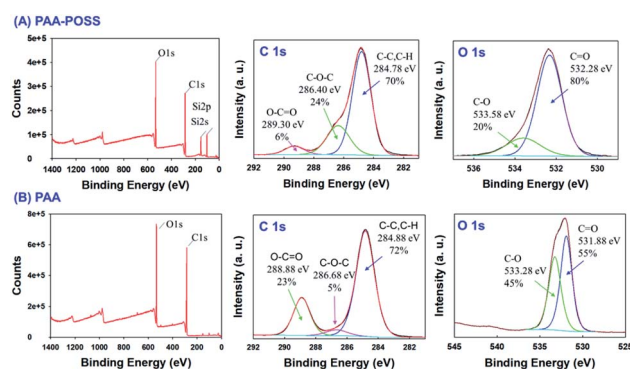 (A) PAA-POSS
5e+5
4e+5
3e+5
2e+5
1e+5
0
Counts
O1s
C1s
Si2p
Si2s
1400 1200 1000 800 600 400 200 0
Binding Energy (eV)
C 1s
Intensity (a. u.)
C-C,C-H
284.78 eV
70%
C-O-C
286.40 eV
24%
O-C=O
289.30 eV
6%
292 290 288 286 284 282
Binding Energy (eV)
O 1s
Intensity (a. u.)
C=O
532.28 eV
80%
C-O
533.58 eV
20%
536 534 532 530
Binding Energy (eV)
(B) PAA
8e+5
6e+5
4e+5
2e+5
0
Counts
O1s
C1s
1400 1200 1000 800 600 400 200 0
Binding Energy (eV)
C 1s
Intensity (a. u.)
C-C,C-H
284.88 eV
72%
O-C=O
288.88 eV
23%
C-O-C
286.68 eV
5%
292 290 288 286 284 282
Binding Energy (eV)
O 1s
Intensity (a. u.)
C=O
531.88 eV
55%
C-O
533.28 eV
45%
545 540 535 530 525
Binding Energy (eV)